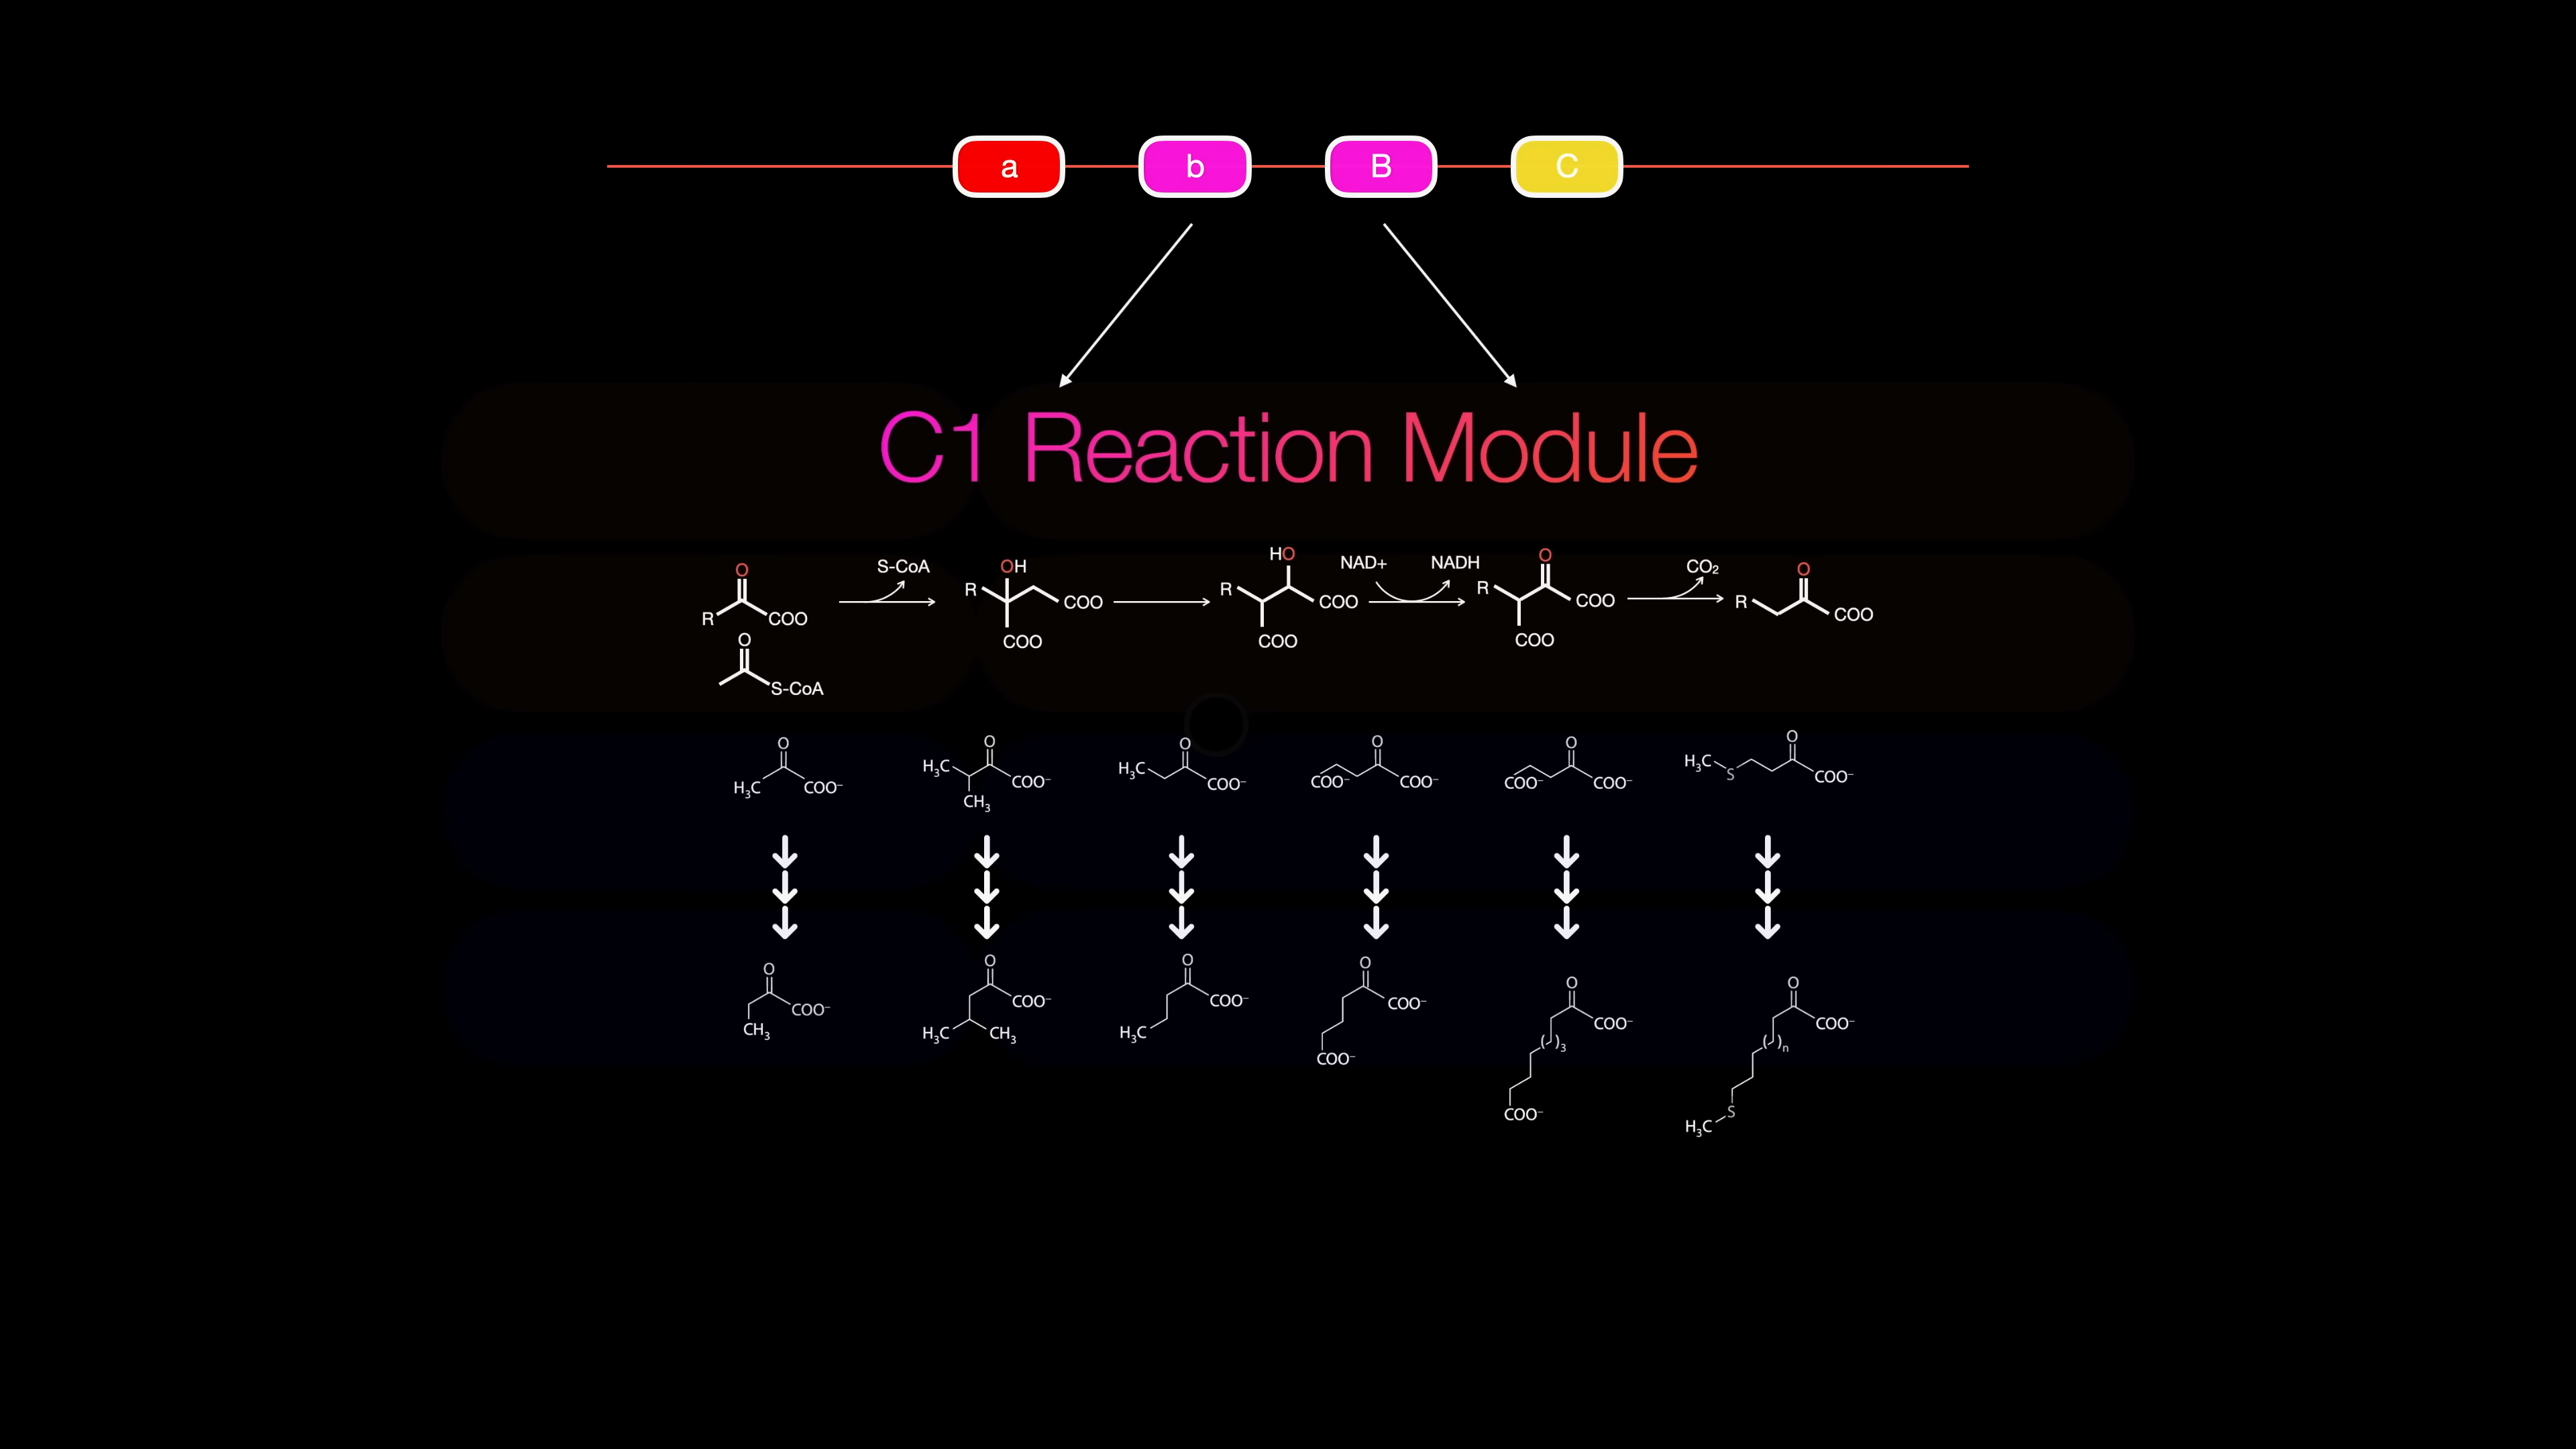 a b B C
C1 Reaction Module
O S-CoA OH HO NAD+ NADH O CO₂ O
R COO R COO R COO R COO R COO
O COO COO COO
S-CoA
O O O O O O
H₃C COO⁻ H₃C COO⁻ H₃C COO⁻ COO⁻ COO⁻ COO⁻ COO⁻ H₃C S COO⁻
CH₃
O O O O O O
COO⁻ COO⁻ COO⁻ COO⁻ COO⁻ COO⁻
CH₃ H₃C CH₃ H₃C COO⁻ ( )₃ ( )n
COO⁻ S
H₃C